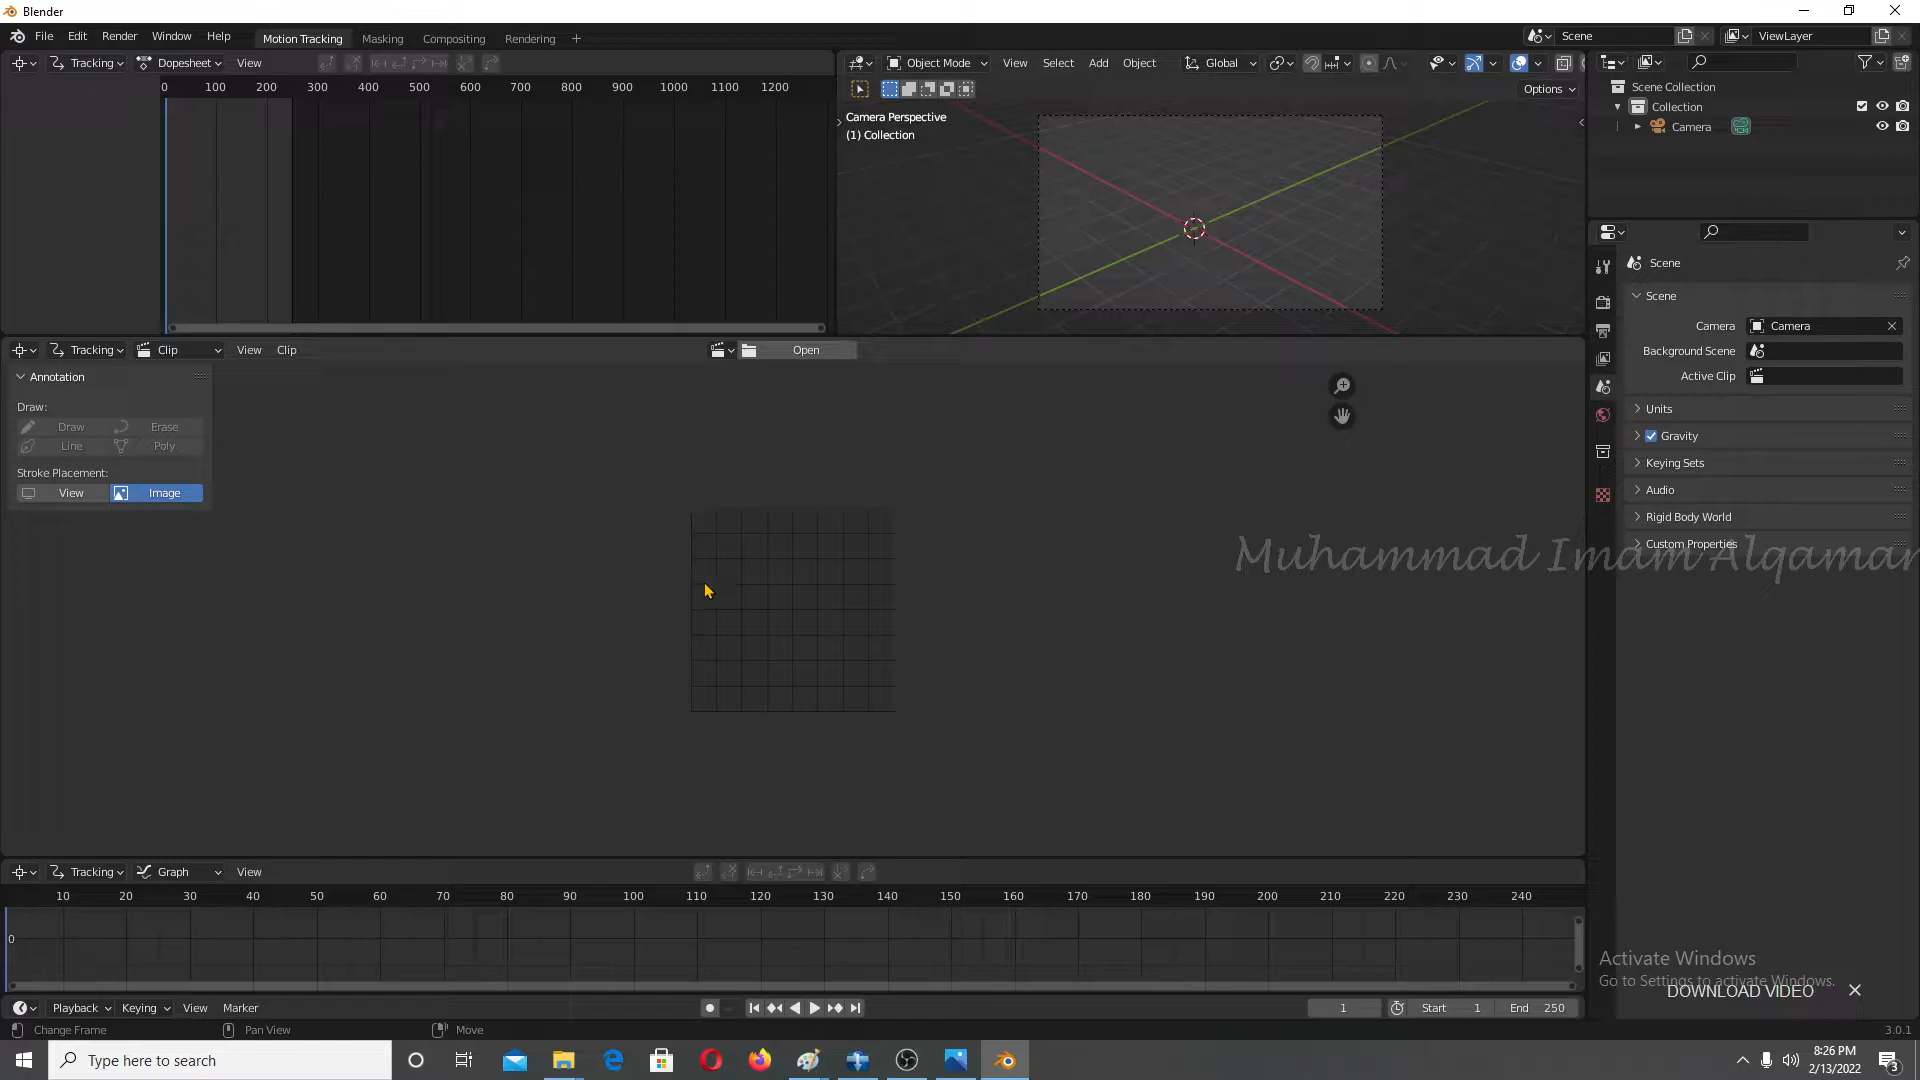 Blender
File Edit Render Window Help Motion Tracking Masking Compositing Rendering + Scene ViewLayer
Tracking Dopesheet View
0 100 200 300 400 500 600 700 800 900 1000 1100 1200
Object Mode View Select Add Object Global
Options
Camera Perspective
(1) Collection
Scene Collection
Collection
Camera
Tracking Clip View Clip Open
Annotation
Draw:
Draw Erase
Line Poly
Stroke Placement:
View Image
Scene
Scene
Camera Camera
Background Scene
Active Clip
Units
Gravity
Keying Sets
Audio
Rigid Body World
Custom Properties
Muhammad Imam Alqamar
Tracking Graph View
10 20 30 40 50 60 70 80 90 100 110 120 130 140 150 160 170 180 190 200 210 220 230 240
0
Activate Windows
Go to Settings to activate Windows.
DOWNLOAD VIDEO
Playback Keying View Marker 1 Start 1 End 250
Change Frame Pan View Move 3.0.1
Type here to search
8:26 PM
2/13/2022
3